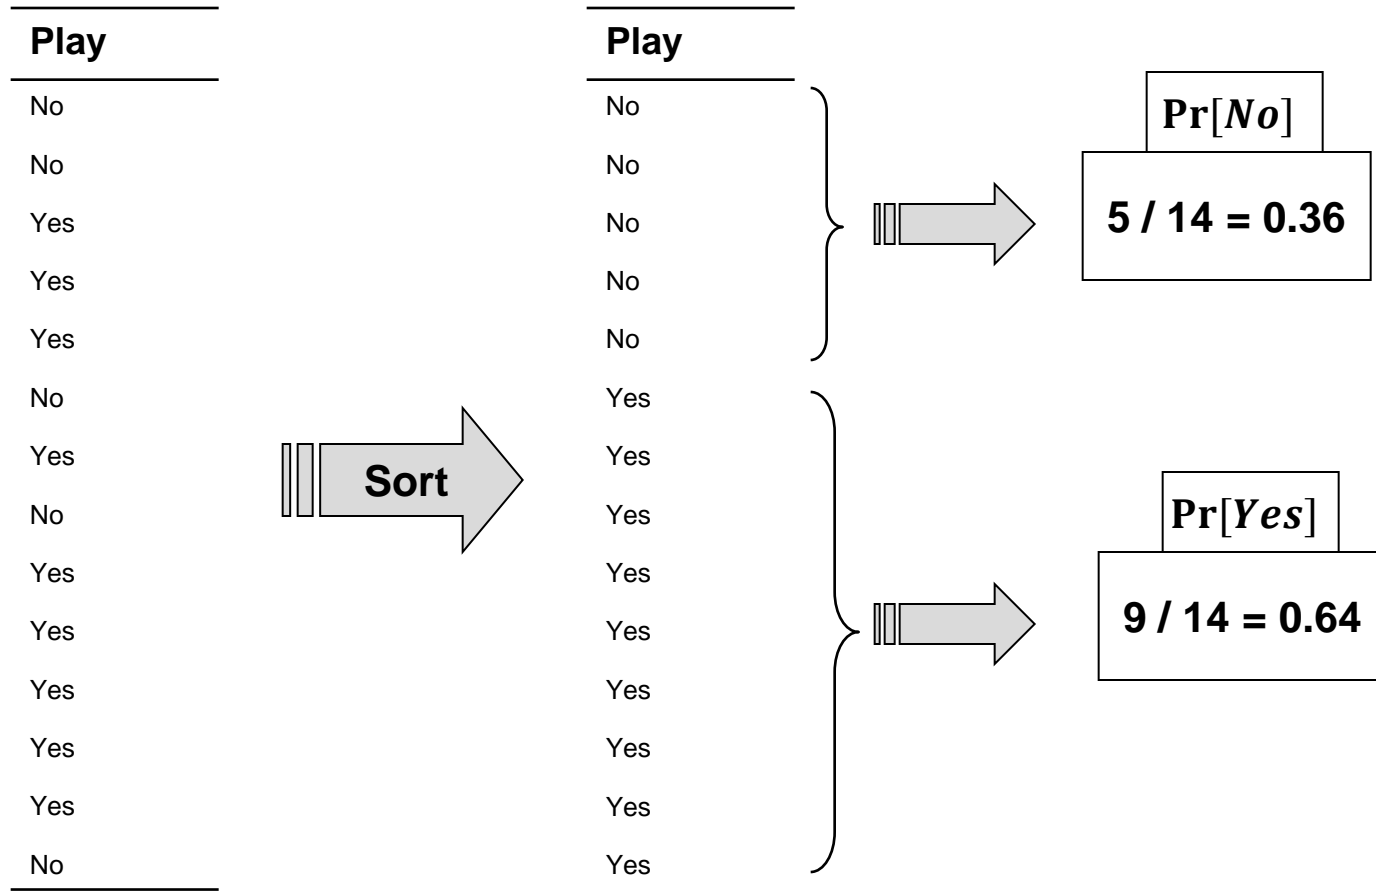 Play
No
No
Yes
Yes
Yes
No
Yes
No
Yes
Yes
Yes
Yes
Yes
No
Sort
Play
No
No
No
No
No
Yes
Yes
Yes
Yes
Yes
Yes
Yes
Yes
Yes
Pr[No]
5 / 14 = 0.36
Pr[Yes]
9 / 14 = 0.64